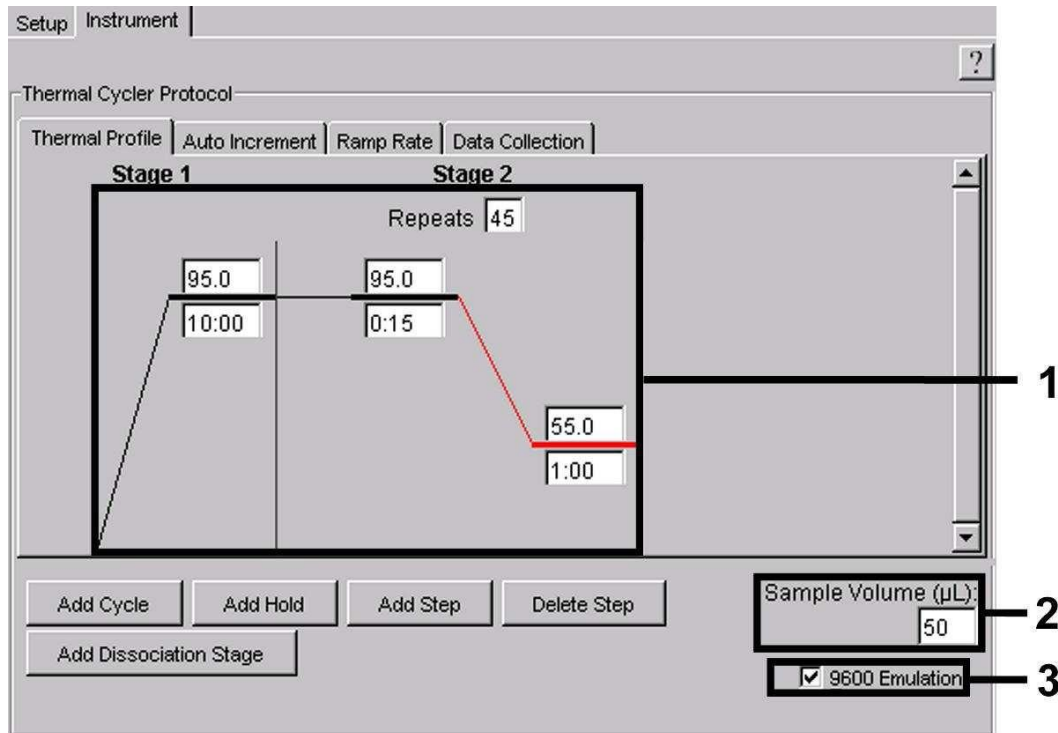 Setup Instrument
?
Thermal Cycler Protocol
Thermal Profile Auto Increment Ramp Rate Data Collection
Stage 1 Stage 2
Repeats 45
95.0 95.0
10:00 0:15
1
55.0
1:00
Add Cycle Add Hold Add Step Delete Step
Sample Volume (µL):
50
2
Add Dissociation Stage
9600 Emulation
3